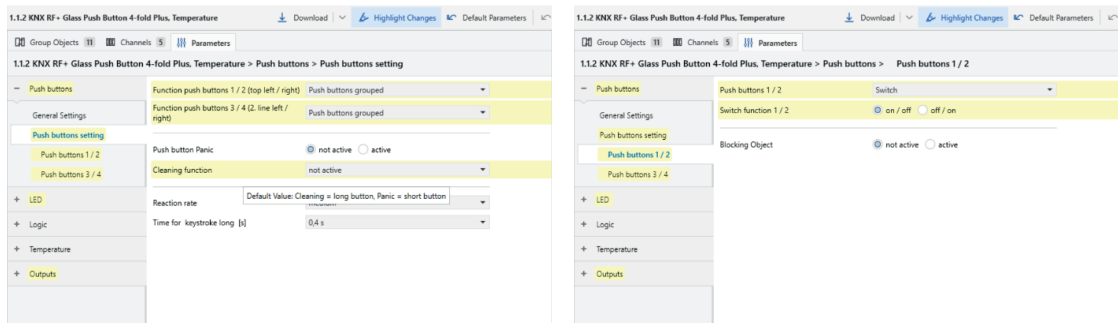 1.1.2 KNX RF+ Glass Push Button 4-fold Plus, Temperature
Download
Highlight Changes
Default Parameters
Group Objects 11 Channels 5 Parameters
1.1.2 KNX RF+ Glass Push Button 4-fold Plus, Temperature > Push buttons > Push buttons setting
− Push buttons
General Settings
Push buttons setting
Push buttons 1 / 2
Push buttons 3 / 4
+ LED
+ Logic
+ Temperature
+ Outputs
Function push buttons 1 / 2 (top left / right) Push buttons grouped
Function push buttons 3 / 4 (2. line left /
right) Push buttons grouped
Push button Panic not active active
Cleaning function not active
Default Value: Cleaning = long button, Panic = short button
Reaction rate medium
Time for keystroke long [s] 0,4 s
1.1.2 KNX RF+ Glass Push Button 4-fold Plus, Temperature
Download
Highlight Changes
Default Parameters
Group Objects 11 Channels 5 Parameters
1.1.2 KNX RF+ Glass Push Button 4-fold Plus, Temperature > Push buttons > Push buttons 1 / 2
− Push buttons
General Settings
Push buttons setting
Push buttons 1 / 2
Push buttons 3 / 4
+ LED
+ Logic
+ Temperature
+ Outputs
Push buttons 1 / 2 Switch
Switch function 1 / 2 on / off off / on
Blocking Object not active active